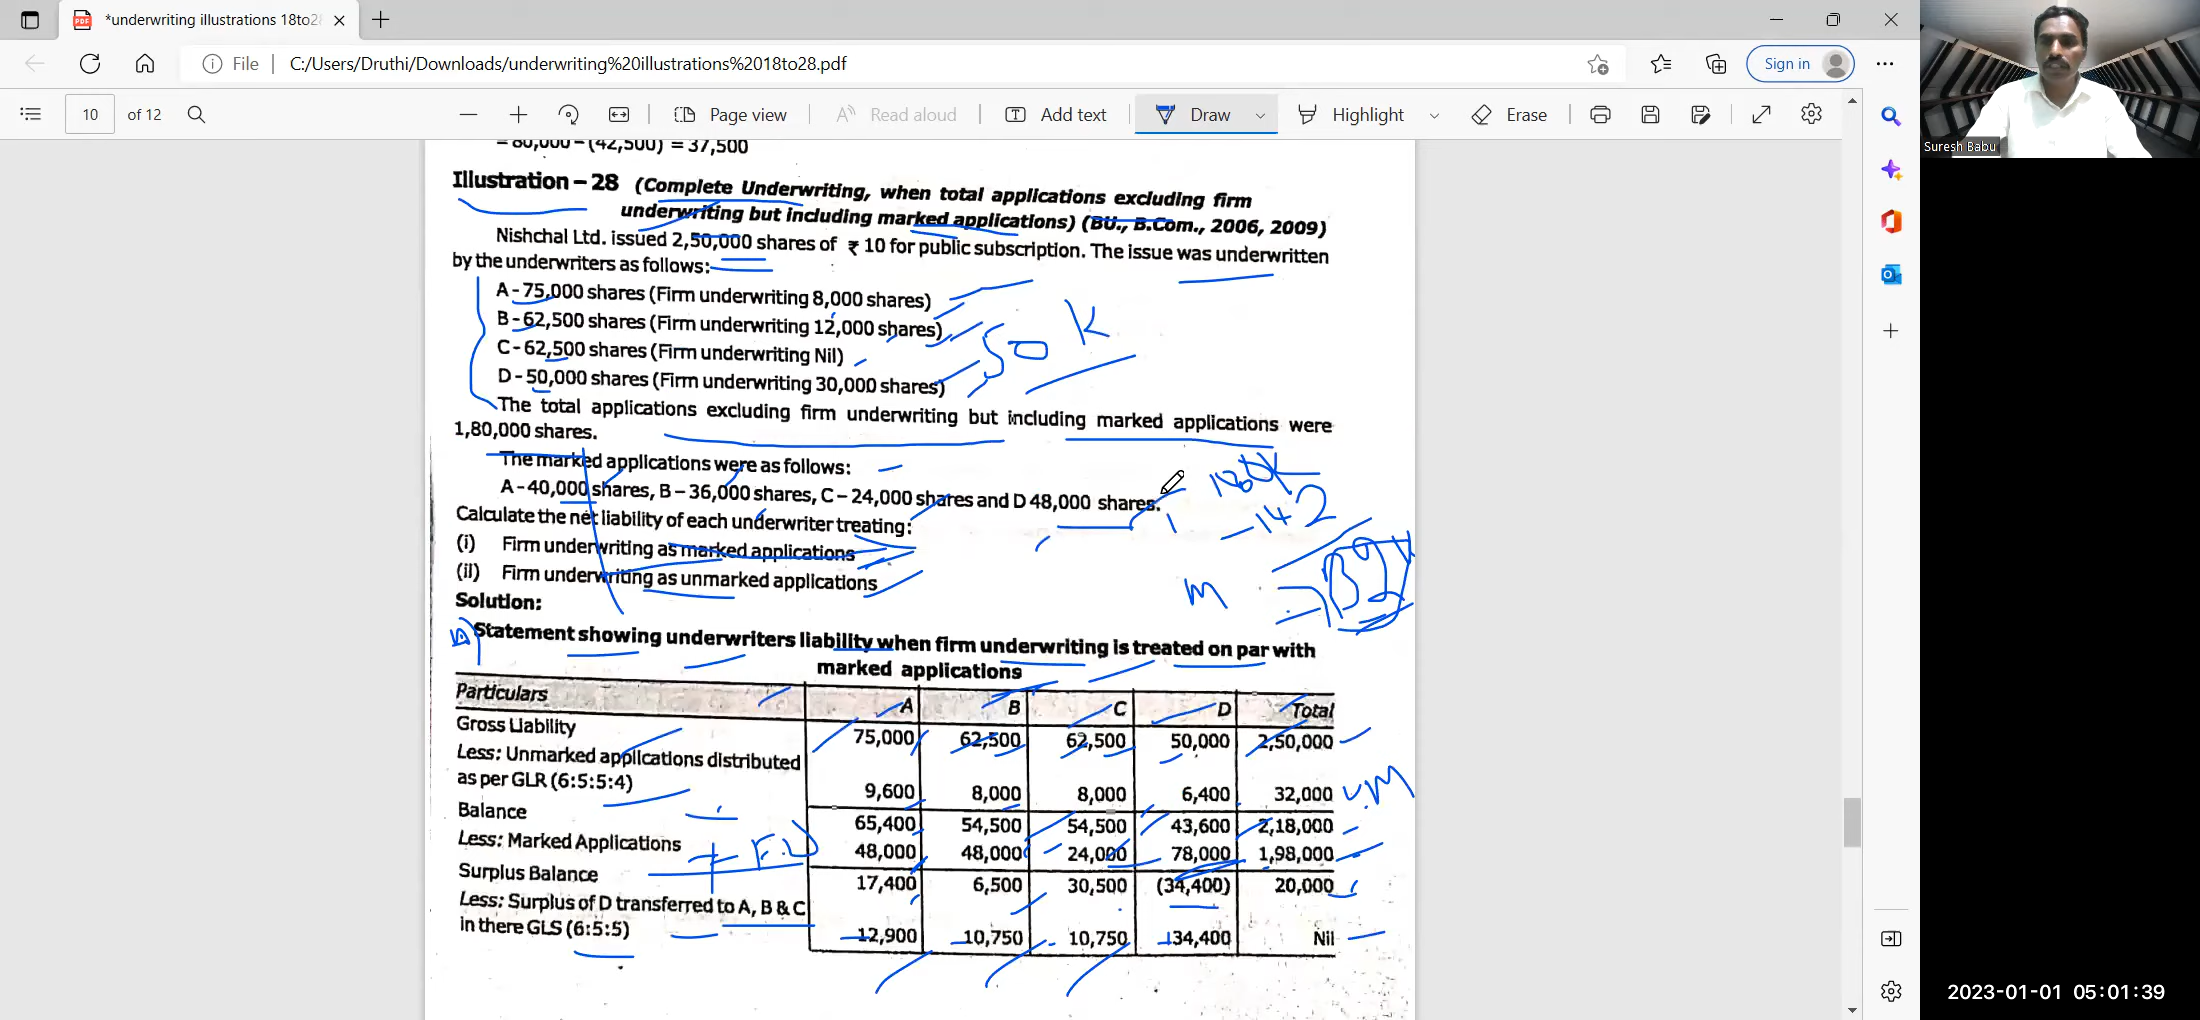 *underwriting illustrations 18to28
File
C:/Users/Druthi/Downloads/underwriting%20illustrations%2018to28.pdf
Sign in
10 of 12
Page view
Read aloud
Add text
Draw
Highlight
Erase
Suresh Babu
= 80,000 – (42,500) = 37,500
Illustration – 28 (Complete Underwriting, when total applications excluding firm
underwriting but including marked applications) (BU., B.Com., 2006, 2009)
Nishchal Ltd. issued 2,50,000 shares of ₹ 10 for public subscription. The issue was underwritten
by the underwriters as follows:
A - 75,000 shares (Firm underwriting 8,000 shares)
B - 62,500 shares (Firm underwriting 12,000 shares)
C - 62,500 shares (Firm underwriting Nil)
D - 50,000 shares (Firm underwriting 30,000 shares)
50 K
The total applications excluding firm underwriting but including marked applications were
1,80,000 shares.
The marked applications were as follows:
A - 40,000 shares, B – 36,000 shares, C – 24,000 shares and D 48,000 shares.
Calculate the net liability of each underwriter treating:
(i) Firm underwriting as marked applications
(ii) Firm underwriting as unmarked applications
Solution:
Statement showing underwriters liability when firm underwriting is treated on par with
marked applications
Particulars A B C D Total
Gross Liability 75,000 62,500 62,500 50,000 2,50,000
Less: Unmarked applications distributed
as per GLR (6:5:5:4) 9,600 8,000 8,000 6,400 32,000 U.M
Balance 65,400 54,500 54,500 43,600 2,18,000
Less: Marked Applications + F.U 48,000 48,000 24,000 78,000 1,98,000
Surplus Balance 17,400 6,500 30,500 (34,400) 20,000
Less: Surplus of D transferred to A, B & C
in there GLS (6:5:5) 12,900 10,750 10,750 +34,400 Nil
2023-01-01 05:01:39